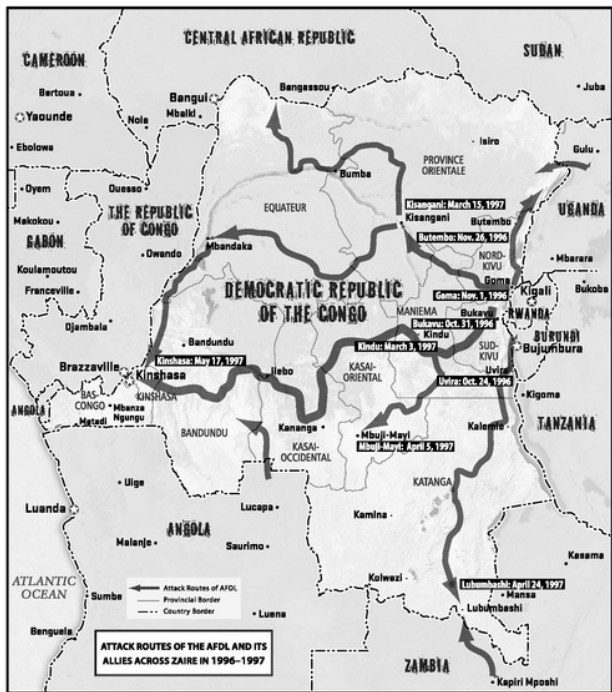 CENTRAL AFRICAN REPUBLIC
SUDAN
CAMEROON
Bertoua
Yaounde
Ebolowa
Nola
Bangui
Mbaiki
Bangassou
Juba
Oyem
Makokou
GABON
Koulamoutou
Franceville
Ouesso
THE REPUBLIC
OF CONGO
Owando
Djambala
Brazzaville
Isiro
PROVINCE
ORIENTALE
Gulu
UGANDA
Bumba
EQUATEUR
Mbandaka
Kisangani: March 15, 1997
Kisangani
Butembo
Butembo: Nov. 26, 1996
NORD-
KIVU
Mbarara
Bukoba
Goma
Goma: Nov. 1, 1996
Kigali
RWANDA
DEMOCRATIC REPUBLIC
OF THE CONGO
MANIEMA
Bukavu
Bukavu: Oct. 31, 1996
Kindu
Kindu: March 3, 1997
SUD-
KIVU
BURUNDI
Bujumbura
Uvira
Uvira: Oct. 24, 1996
Kigoma
TANZANIA
Bandundu
Kinshasa: May 17, 1997
Kinshasa
KINSHASA
Ilebo
KASAI-
ORIENTAL
ANGOLA
BAS-
CONGO
Mbanza
Ngungu
Matadi
BANDUNDU
Kananga
KASAI-
OCCIDENTAL
Mbuji-Mayi
Mbuji-Mayi: April 5, 1997
Kalemie
KATANGA
Uige
Luanda
Lucapa
ANGOLA
Malanje
Saurimo
Kamina
Kolwezi
Kasama
Lubumbashi: April 24, 1997
Mansa
Lubumbashi
ATLANTIC
OCEAN
Sumbe
Luena
Benguela
Attack Routes of AFDL
Provincial Border
Country Border
ATTACK ROUTES OF THE AFDL AND ITS
ALLIES ACROSS ZAIRE IN 1996–1997
ZAMBIA
Kapiri Mposhi